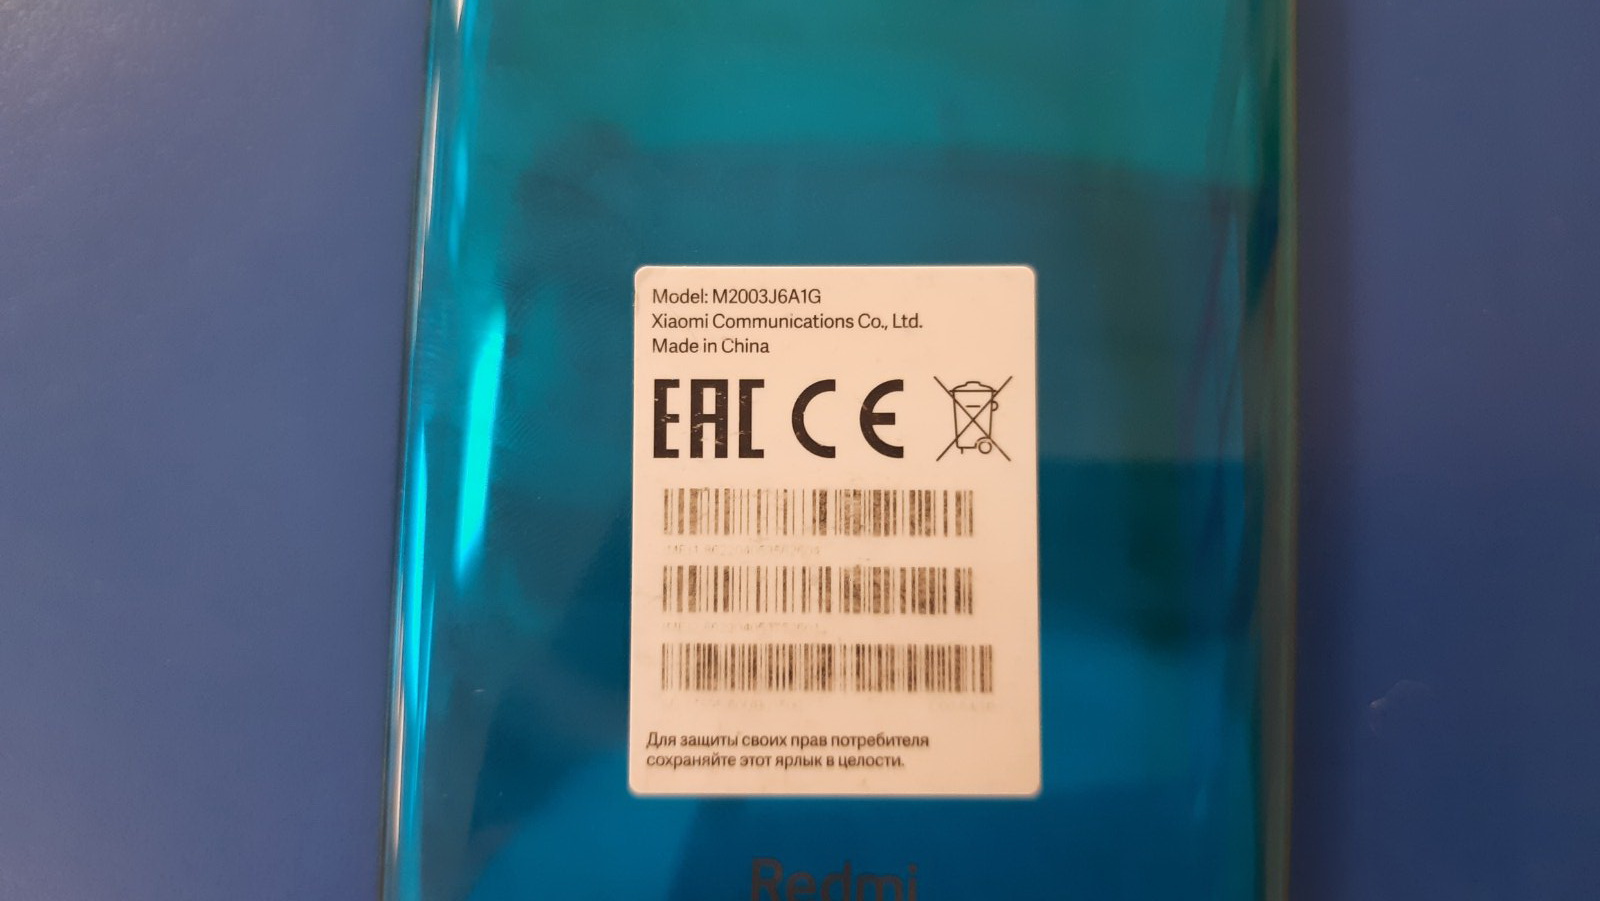 Model: M2003J6A1G
Xiaomi Communications Co., Ltd.
Made in China
EAC CE
Для защиты своих прав потребителя
сохраняйте этот ярлык в целости.
Redmi